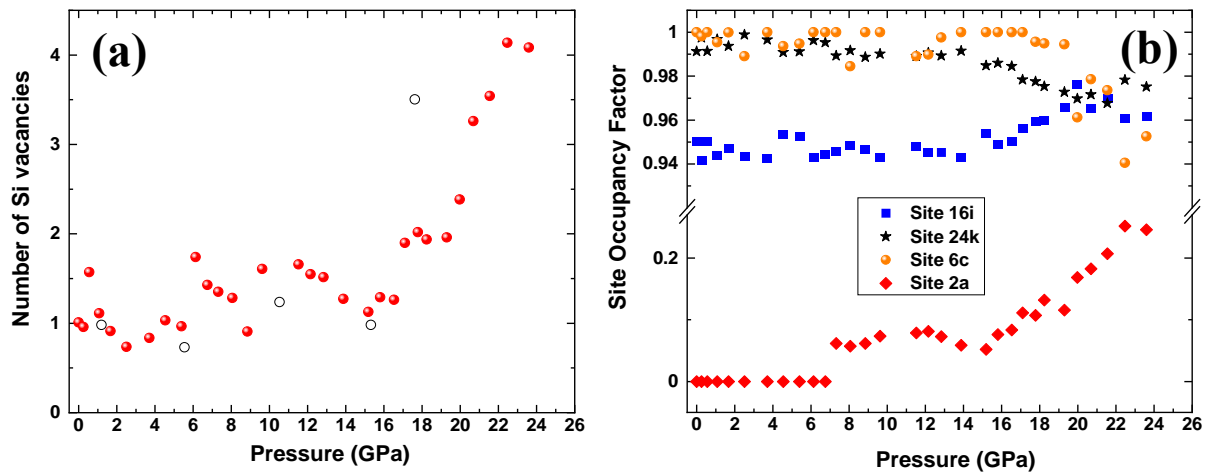 (a)
Number of Si vacancies
4
3
2
1
0
0 2 4 6 8 10 12 14 16 18 20 22 24 26
Pressure (GPa)
(b)
Site Occupancy Factor
1
0.98
0.96
0.94
0.2
0
Site 16i
Site 24k
Site 6c
Site 2a
0 2 4 6 8 10 12 14 16 18 20 22 24 26
Pressure (GPa)